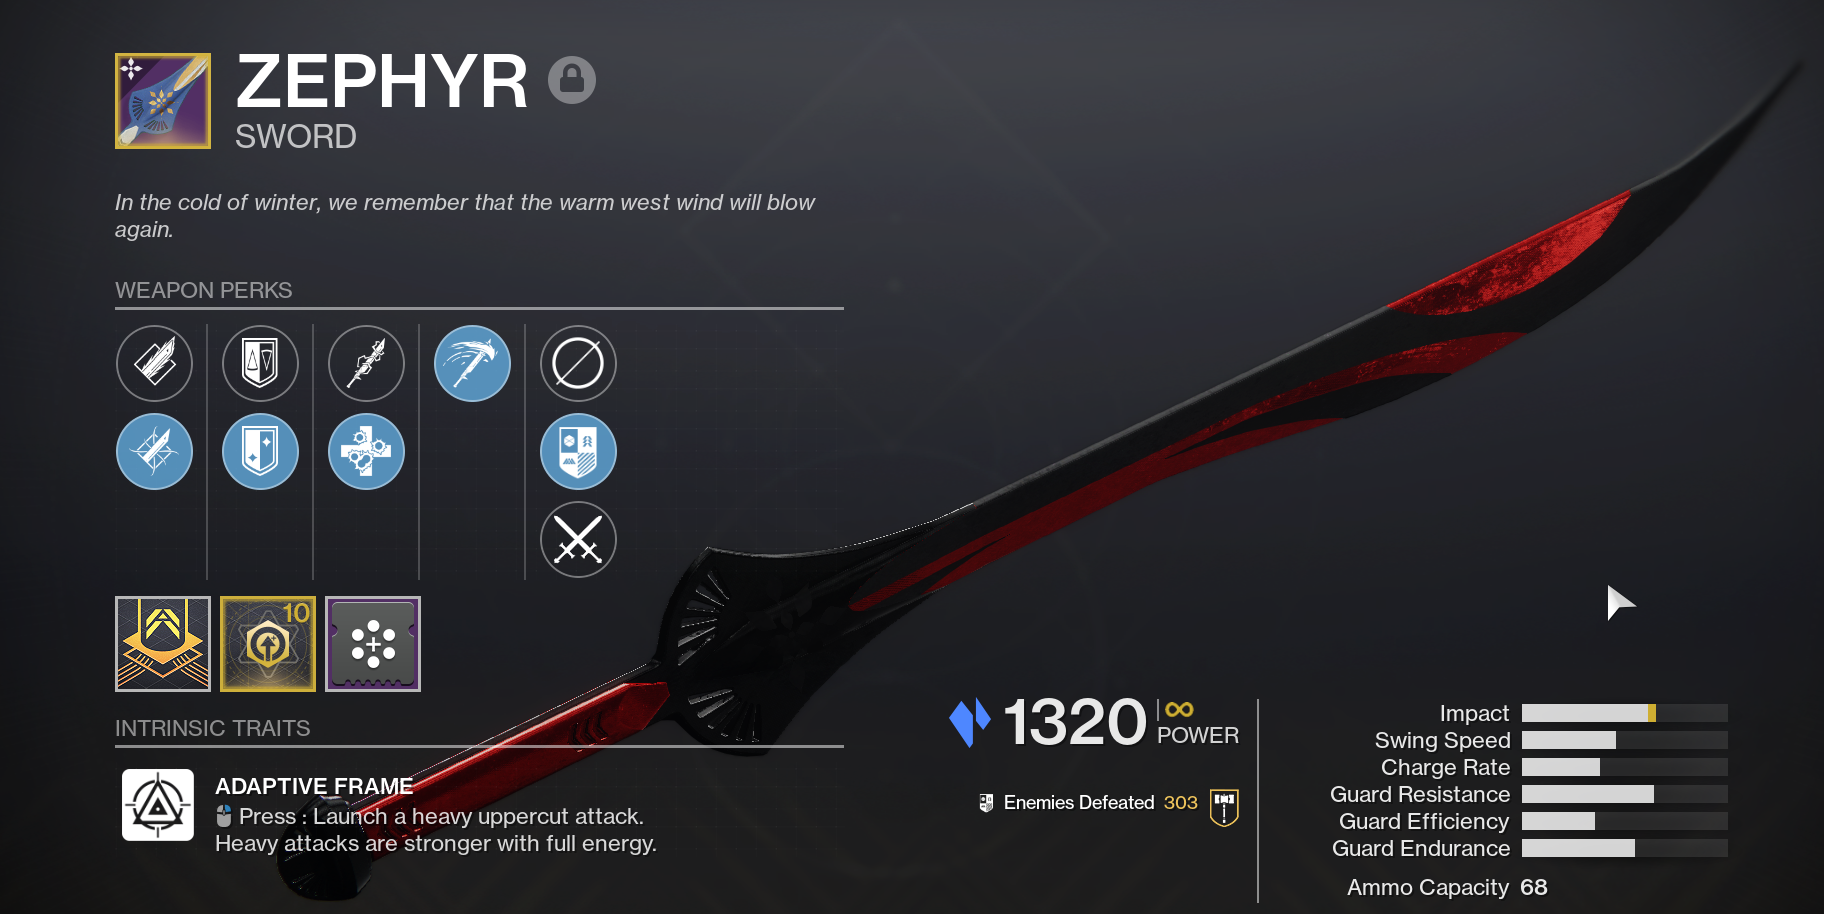 ZEPHYR
SWORD
In the cold of winter, we remember that the warm west wind will blow
again.
WEAPON PERKS
10
INTRINSIC TRAITS
ADAPTIVE FRAME
Press : Launch a heavy uppercut attack.
Heavy attacks are stronger with full energy.
1320
∞
POWER
Enemies Defeated 303
Impact
Swing Speed
Charge Rate
Guard Resistance
Guard Efficiency
Guard Endurance
Ammo Capacity 68